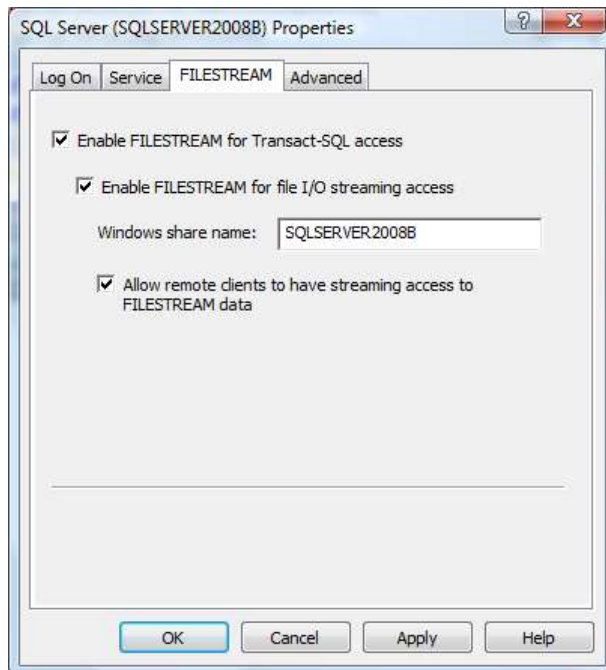 SQL Server (SQLSERVER2008B) Properties
Log On Service FILESTREAM Advanced
Enable FILESTREAM for Transact-SQL access
Enable FILESTREAM for file I/O streaming access
Windows share name: SQLSERVER2008B
Allow remote clients to have streaming access to
FILESTREAM data
OK Cancel Apply Help